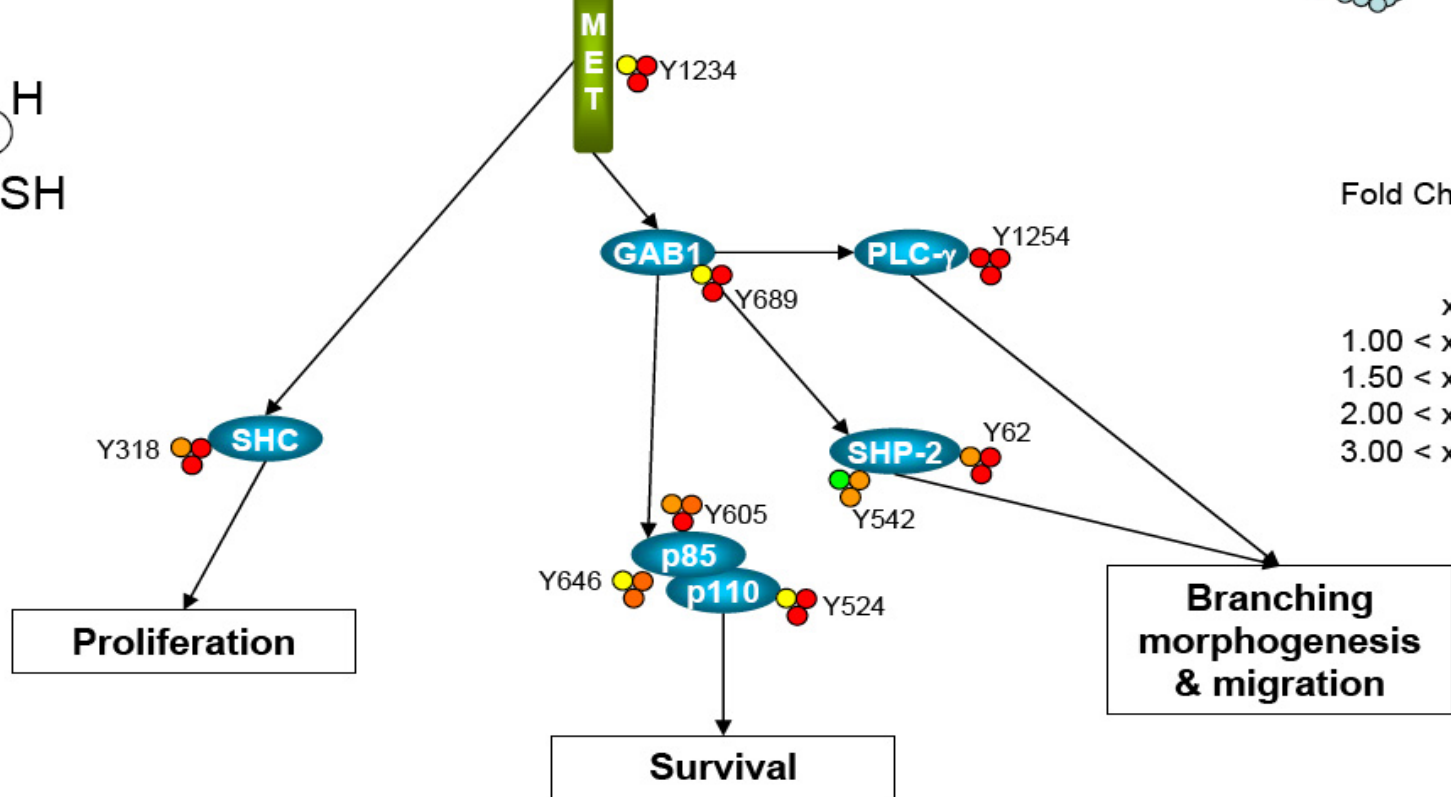 M
E
T
Y1234
H
SH
Fold Ch
GAB1
PLC-γ
Y1254
Y689
x
1.00 < x
1.50 < x
2.00 < x
3.00 < x
Y318
SHC
SHP-2
Y62
Y542
Y605
p85
Y646
p110
Y524
Proliferation
Branching
morphogenesis
& migration
Survival